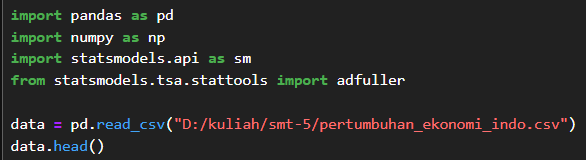 import pandas as pd
import numpy as np
import statsmodels.api as sm
from statsmodels.tsa.stattools import adfuller
data = pd.read_csv("D:/kuliah/smt-5/pertumbuhan_ekonomi_indo.csv")
data.head()